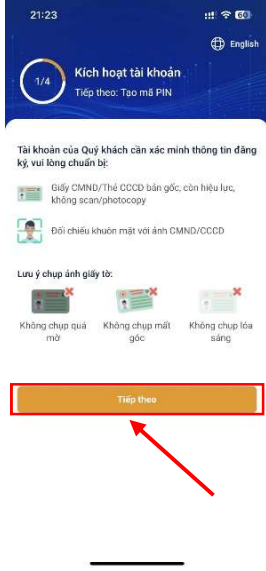 21:23
60
English
1/4
Kích hoạt tài khoản
Tiếp theo: Tạo mã PIN
Tài khoản của Quý khách cần xác minh thông tin đăng
ký, vui lòng chuẩn bị:
Giấy CMND/Thẻ CCCD bản gốc, còn hiệu lực,
không scan/photocopy
Đối chiếu khuôn mặt với ảnh CMND/CCCD
Lưu ý chụp ảnh giấy tờ:
Không chụp quá
mờ
Không chụp mất
góc
Không chụp lóa
sáng
Tiếp theo